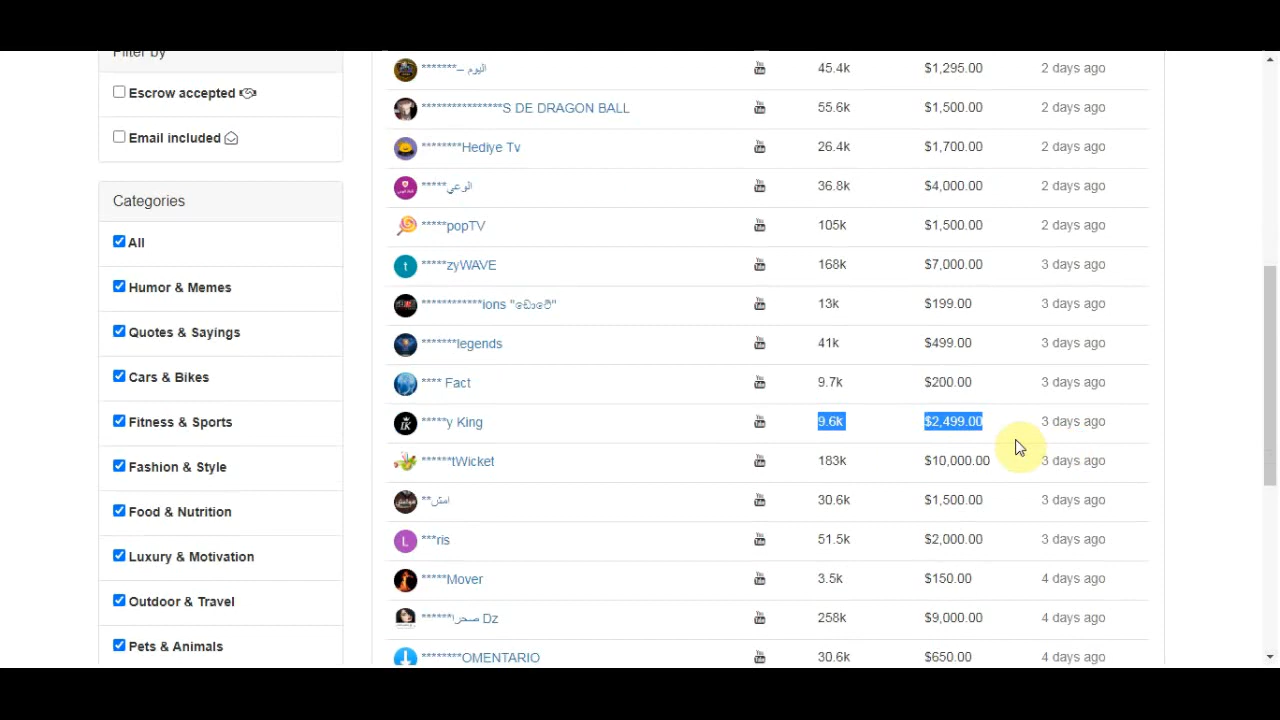 Filter by
Escrow accepted
Email included
Categories
All
Humor & Memes
Quotes & Sayings
Cars & Bikes
Fitness & Sports
Fashion & Style
Food & Nutrition
Luxury & Motivation
Outdoor & Travel
Pets & Animals
*******– اليوم 45.4k $1,295.00 2 days ago
****************S DE DRAGON BALL 55.6k $1,500.00 2 days ago
********Hediye Tv 26.4k $1,700.00 2 days ago
*****الوعي 36.8k $4,000.00 2 days ago
*****popTV 105k $1,500.00 2 days ago
t *****zyWAVE 168k $7,000.00 3 days ago
************ions 13k $199.00 3 days ago
*******legends 41k $499.00 3 days ago
**** Fact 9.7k $200.00 3 days ago
*****y King 9.6k $2,499.00 3 days ago
******tWicket 183k $10,000.00 3 days ago
**امثل 30.6k $1,500.00 3 days ago
L ***ris 51.5k $2,000.00 3 days ago
*****Mover 3.5k $150.00 4 days ago
******صحرا Dz 288k $9,000.00 4 days ago
********OMENTARIO 30.6k $650.00 4 days ago